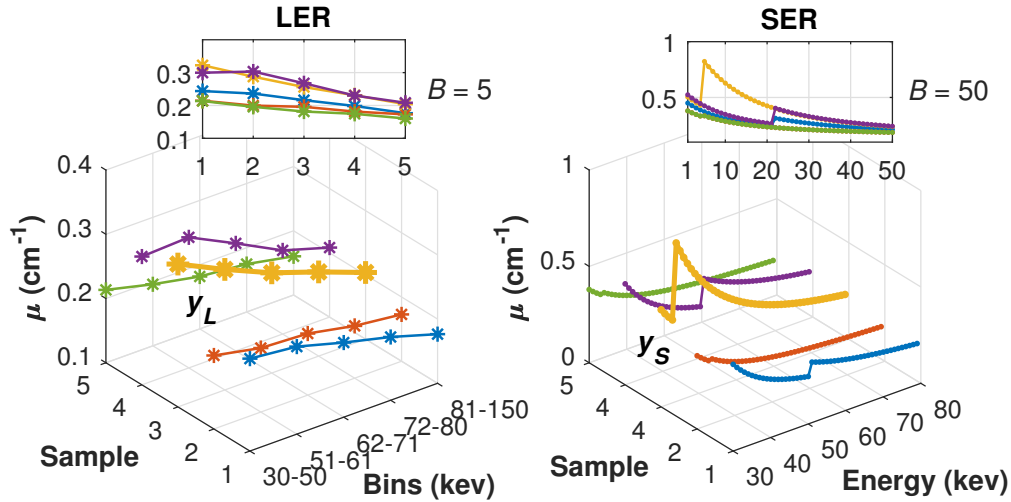 LER
0.3
0.2
0.1
1 2 3 4 5
B = 5
0.4
0.3
0.2
0.1
μ (cm⁻¹)
y_L
5
4
3
2
1
Sample
30-50
51-61
62-71
72-80
81-150
Bins (kev)
SER
1
0.5
1 10 20 30 40 50
B = 50
1
0.5
0
μ (cm⁻¹)
y_S
5
4
3
2
1
Sample
30
40
50
60
70
80
Energy (kev)